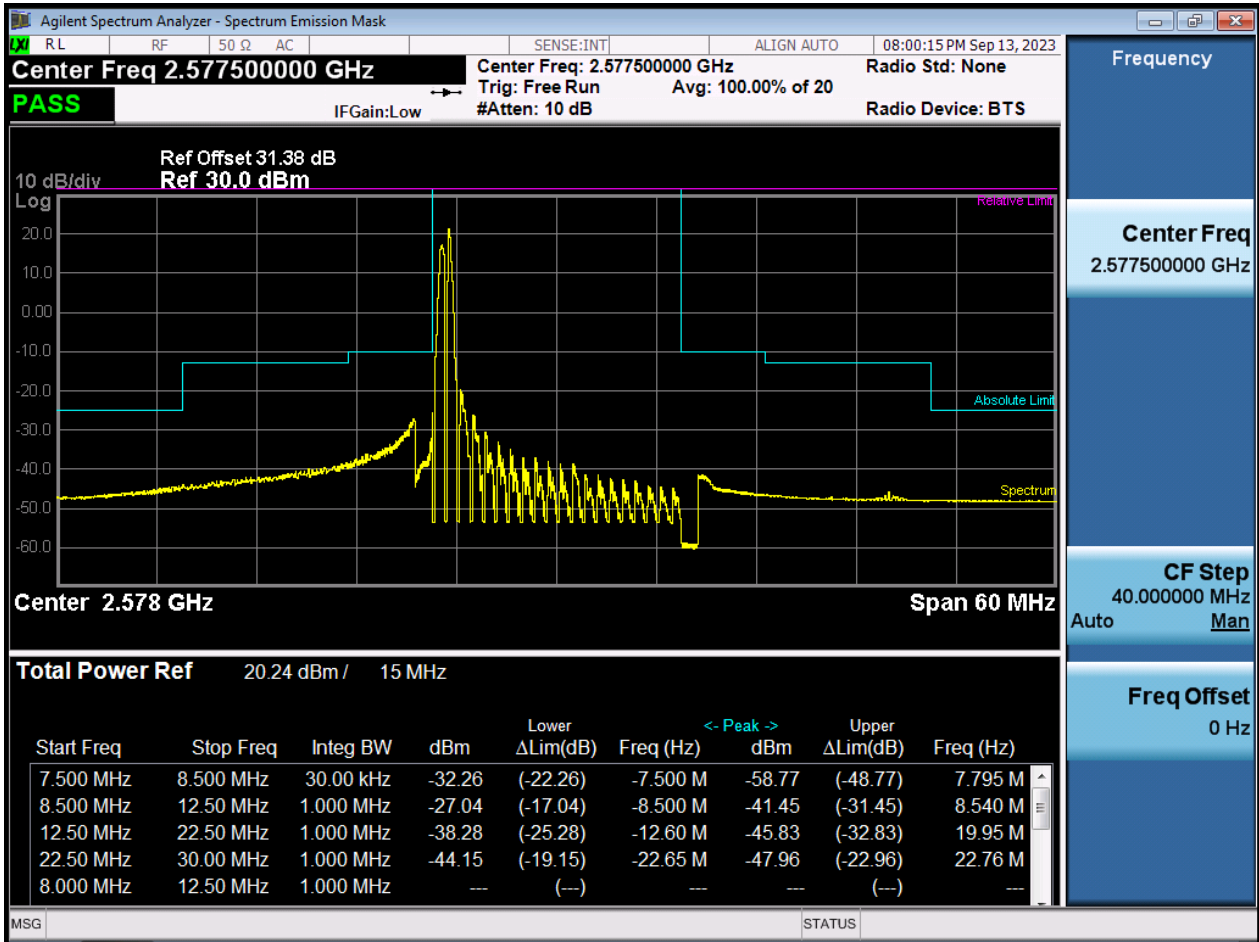 Agilent Spectrum Analyzer - Spectrum Emission Mask
LXI RL RF 50 Ω AC SENSE:INT ALIGN AUTO 08:00:15 PM Sep 13, 2023
Center Freq 2.577500000 GHz
Center Freq: 2.577500000 GHz
Radio Std: None
Trig: Free Run Avg: 100.00% of 20
PASS
IFGain:Low
#Atten: 10 dB
Radio Device: BTS
Ref Offset 31.38 dB
10 dB/div Ref 30.0 dBm
Log
Relative Limit
20.0
10.0
0.00
-10.0
-20.0
Absolute Limit
-30.0
-40.0
Spectrum
-50.0
-60.0
Center 2.578 GHz Span 60 MHz
Total Power Ref 20.24 dBm / 15 MHz
Lower <- Peak -> Upper
Start Freq Stop Freq Integ BW dBm ΔLim(dB) Freq (Hz) dBm ΔLim(dB) Freq (Hz)
7.500 MHz 8.500 MHz 30.00 kHz -32.26 (-22.26) -7.500 M -58.77 (-48.77) 7.795 M
8.500 MHz 12.50 MHz 1.000 MHz -27.04 (-17.04) -8.500 M -41.45 (-31.45) 8.540 M
12.50 MHz 22.50 MHz 1.000 MHz -38.28 (-25.28) -12.60 M -45.83 (-32.83) 19.95 M
22.50 MHz 30.00 MHz 1.000 MHz -44.15 (-19.15) -22.65 M -47.96 (-22.96) 22.76 M
8.000 MHz 12.50 MHz 1.000 MHz --- (---) --- --- (---) ---
MSG STATUS
Frequency
Center Freq
2.577500000 GHz
CF Step
40.000000 MHz
Auto Man
Freq Offset
0 Hz